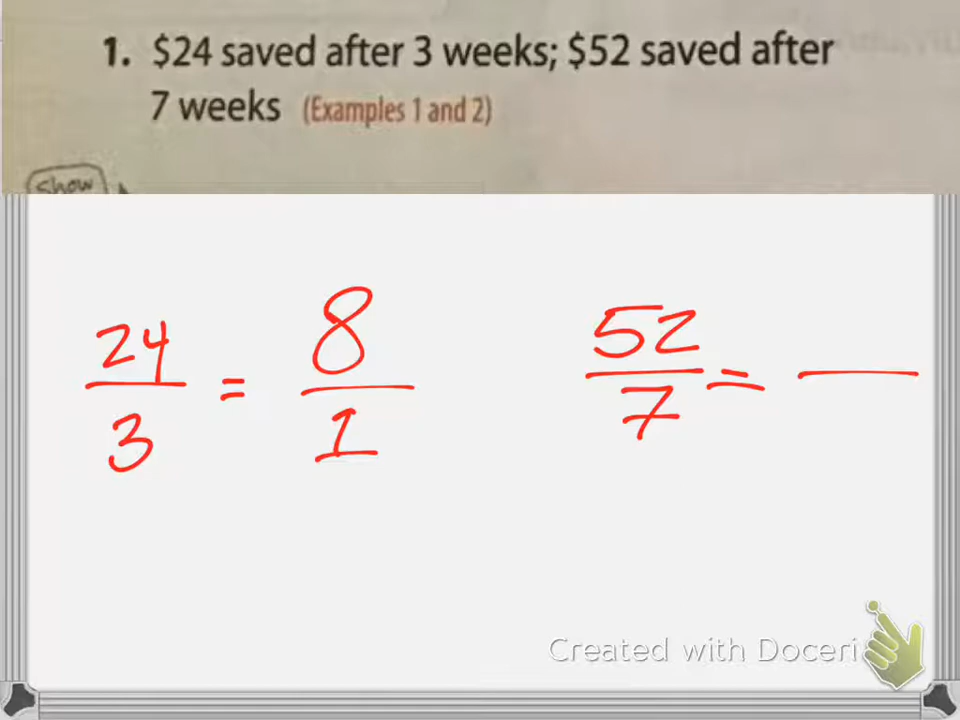 1. $24 saved after 3 weeks; $52 saved after
7 weeks (Examples 1 and 2)
Show
24/3 = 8/1
52/7 =
Created with Doceri